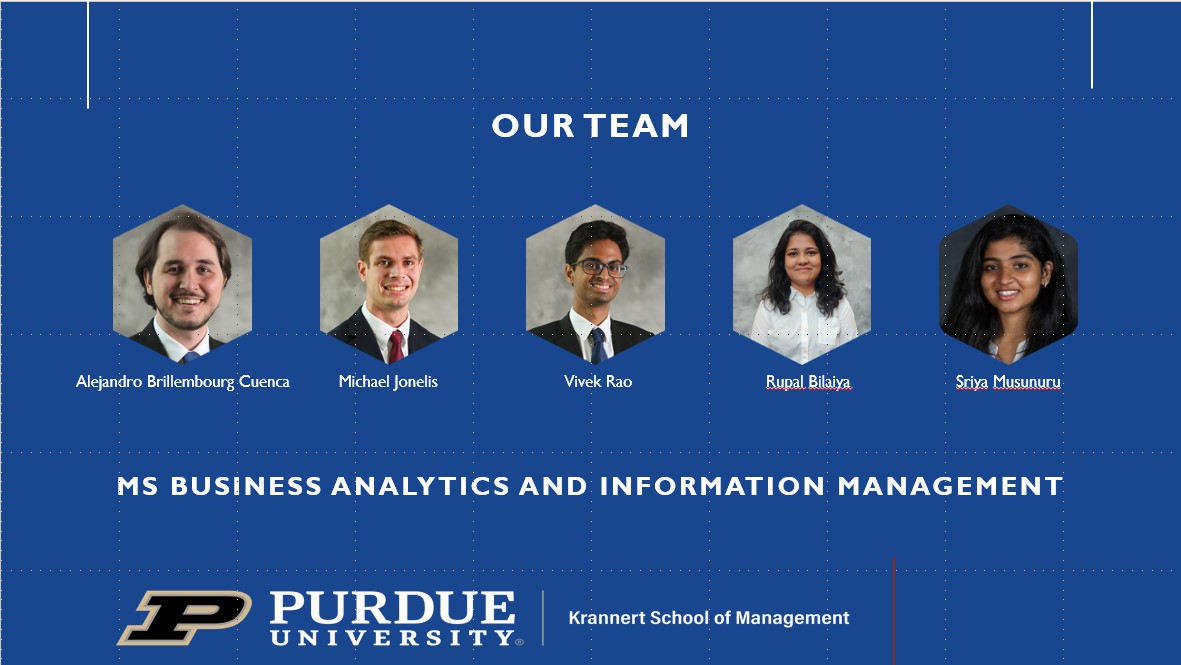 OUR TEAM
Alejandro Brillembourg Cuenca
Michael Jonelis
Vivek Rao
Rupal Bilaiya
Sriya Musunuru
MS BUSINESS ANALYTICS AND INFORMATION MANAGEMENT
P PURDUE UNIVERSITY®
Krannert School of Management